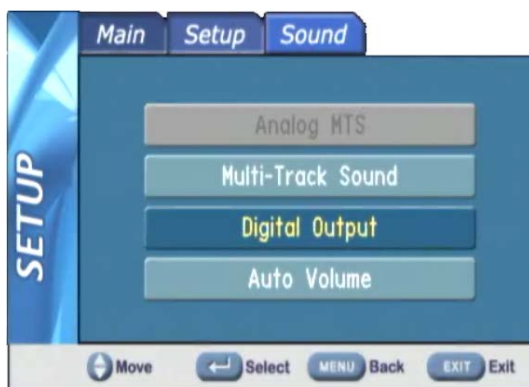 Main Setup Sound
SETUP
Analog MTS
Multi-Track Sound
Digital Output
Auto Volume
Move Select MENU Back EXIT Exit